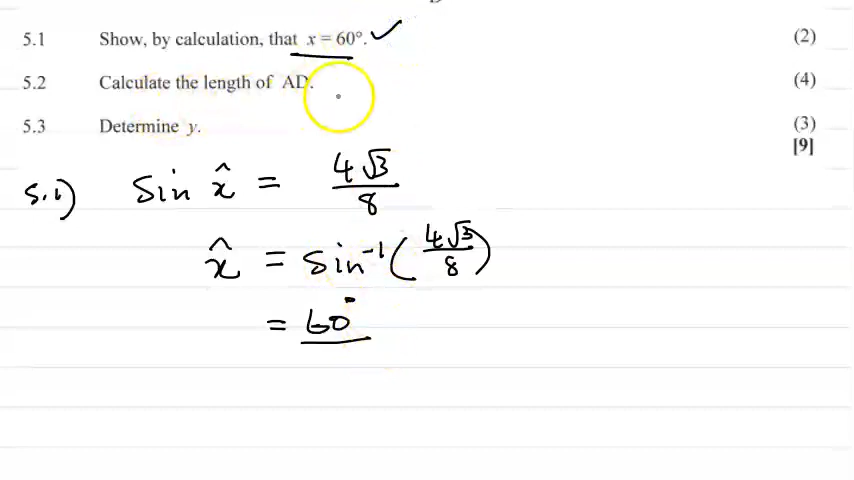 5.1 Show, by calculation, that x = 60°. (2)
5.2 Calculate the length of AD. (4)
5.3 Determine y. (3)
[9]
5.1) Sin x̂ = 4√3/8
x̂ = sin⁻¹(4√3/8)
= 60°